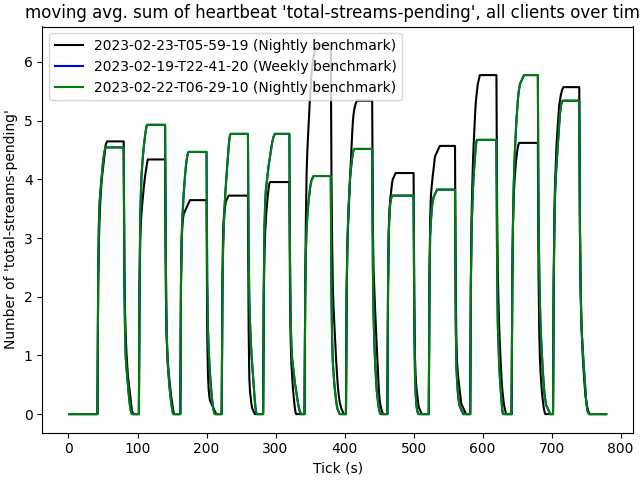 moving avg. sum of heartbeat 'total-streams-pending', all clients over tim
2023-02-23-T05-59-19 (Nightly benchmark)
2023-02-19-T22-41-20 (Weekly benchmark)
2023-02-22-T06-29-10 (Nightly benchmark)
Number of 'total-streams-pending'
6
5
4
3
2
1
0
0 100 200 300 400 500 600 700 800
Tick (s)